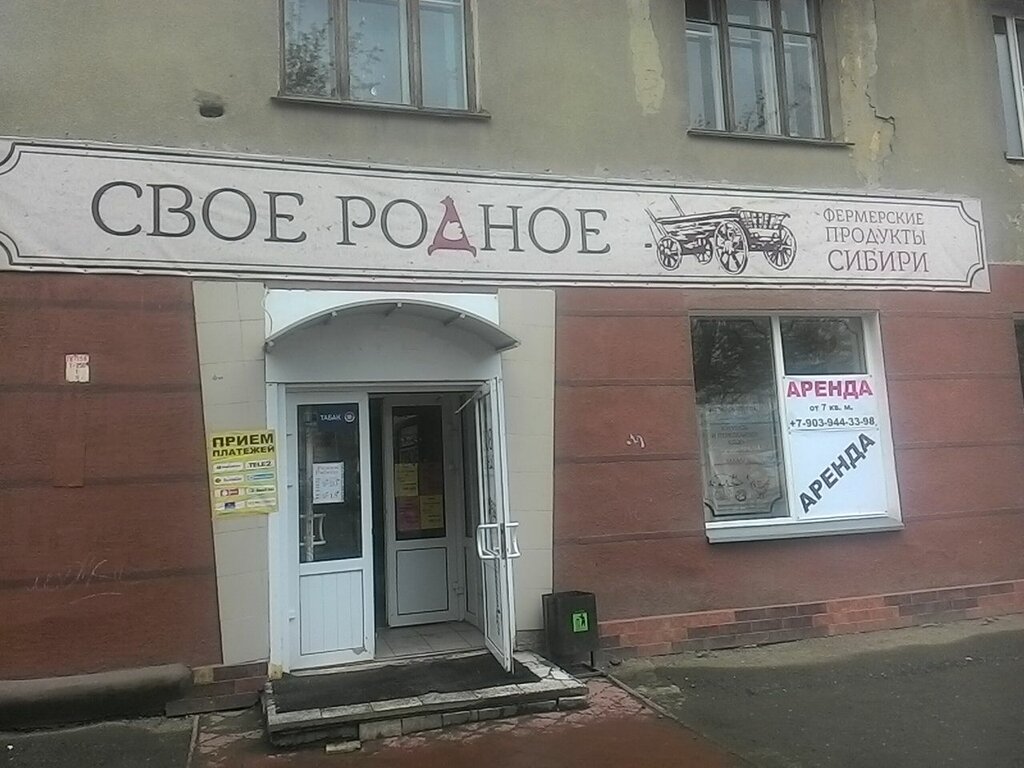 СВОЕ РОДНОЕ
ФЕРМЕРСКИЕ
ПРОДУКТЫ
СИБИРИ
АРЕНДА
от 7 кв. м.
+7-903-944-33-98
АРЕНДА
ТАБАК
ПРИЕМ
ПЛАТЕЖЕЙ
TELE2